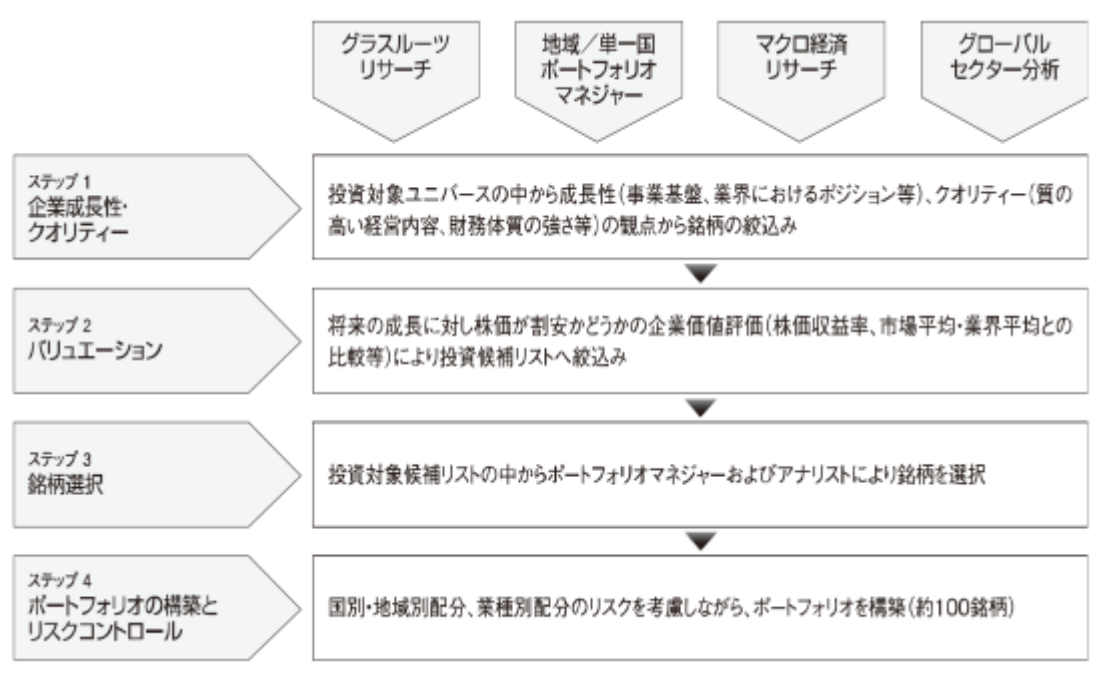 グラスルーツ
リサーチ
地域／単一国
ポートフォリオ
マネジャー
マクロ経済
リサーチ
グローバル
セクター分析
ステップ 1
企業成長性・
クオリティー
投資対象ユニバースの中から成長性(事業基盤、業界におけるポジション等)、クオリティー(質の
高い経営内容、財務体質の強さ等)の観点から銘柄の絞込み
ステップ 2
バリュエーション
将来の成長に対し株価が割安かどうかの企業価値評価(株価収益率、市場平均・業界平均との
比較等)により投資候補リストへ絞込み
ステップ 3
銘柄選択
投資対象候補リストの中からポートフォリオマネジャーおよびアナリストにより銘柄を選択
ステップ 4
ポートフォリオの構築と
リスクコントロール
国別・地域別配分、業種別配分のリスクを考慮しながら、ポートフォリオを構築(約100銘柄)